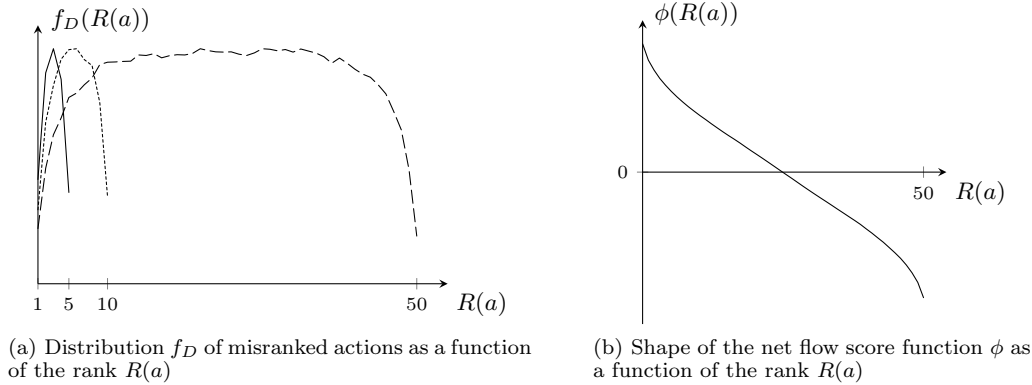 f_D(R(a))
1 5 10 50
R(a)
(a) Distribution f_D of misranked actions as a function
of the rank R(a)
ϕ(R(a))
0
50
R(a)
(b) Shape of the net flow score function ϕ as
a function of the rank R(a)